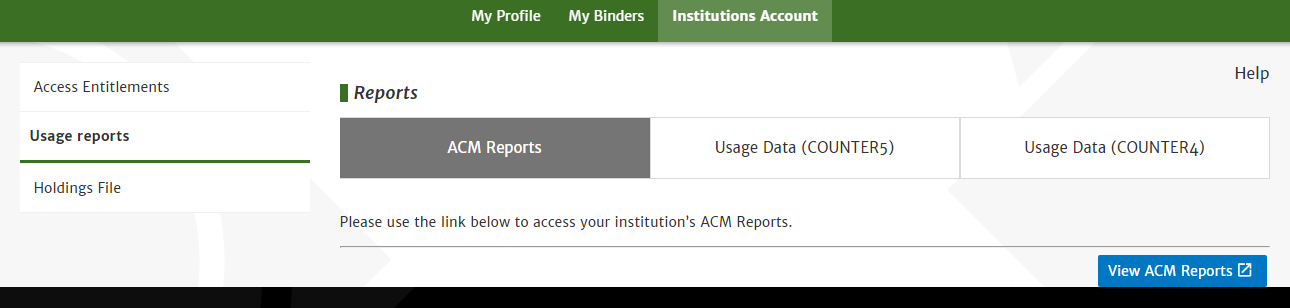 My Profile My Binders Institutions Account
Help
Access Entitlements
Usage reports
Holdings File
Reports
ACM Reports Usage Data (COUNTER5) Usage Data (COUNTER4)
Please use the link below to access your institution's ACM Reports.
View ACM Reports